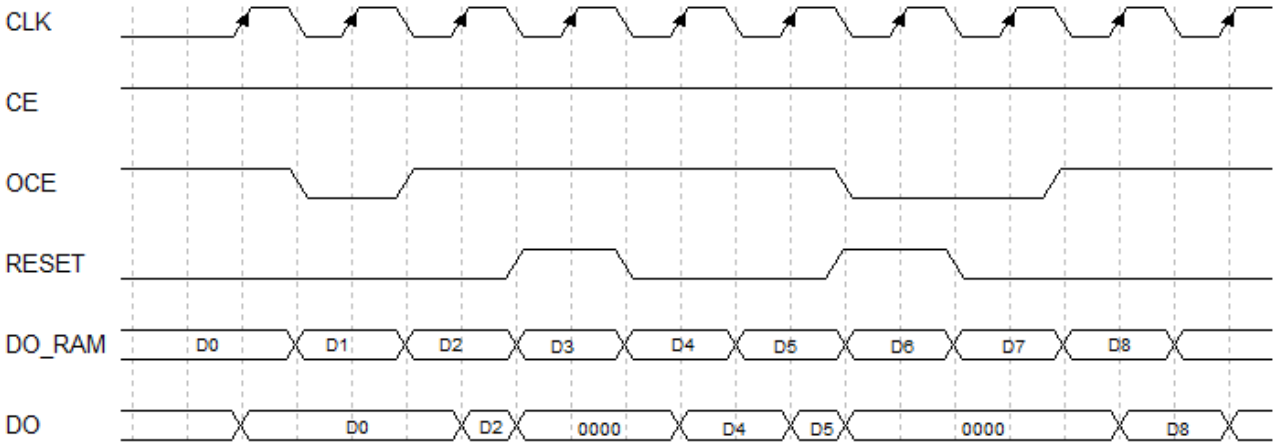 CLK
CE
OCE
RESET
DO_RAM D0 D1 D2 D3 D4 D5 D6 D7 D8
DO D0 D2 0000 D4 D5 0000 D8